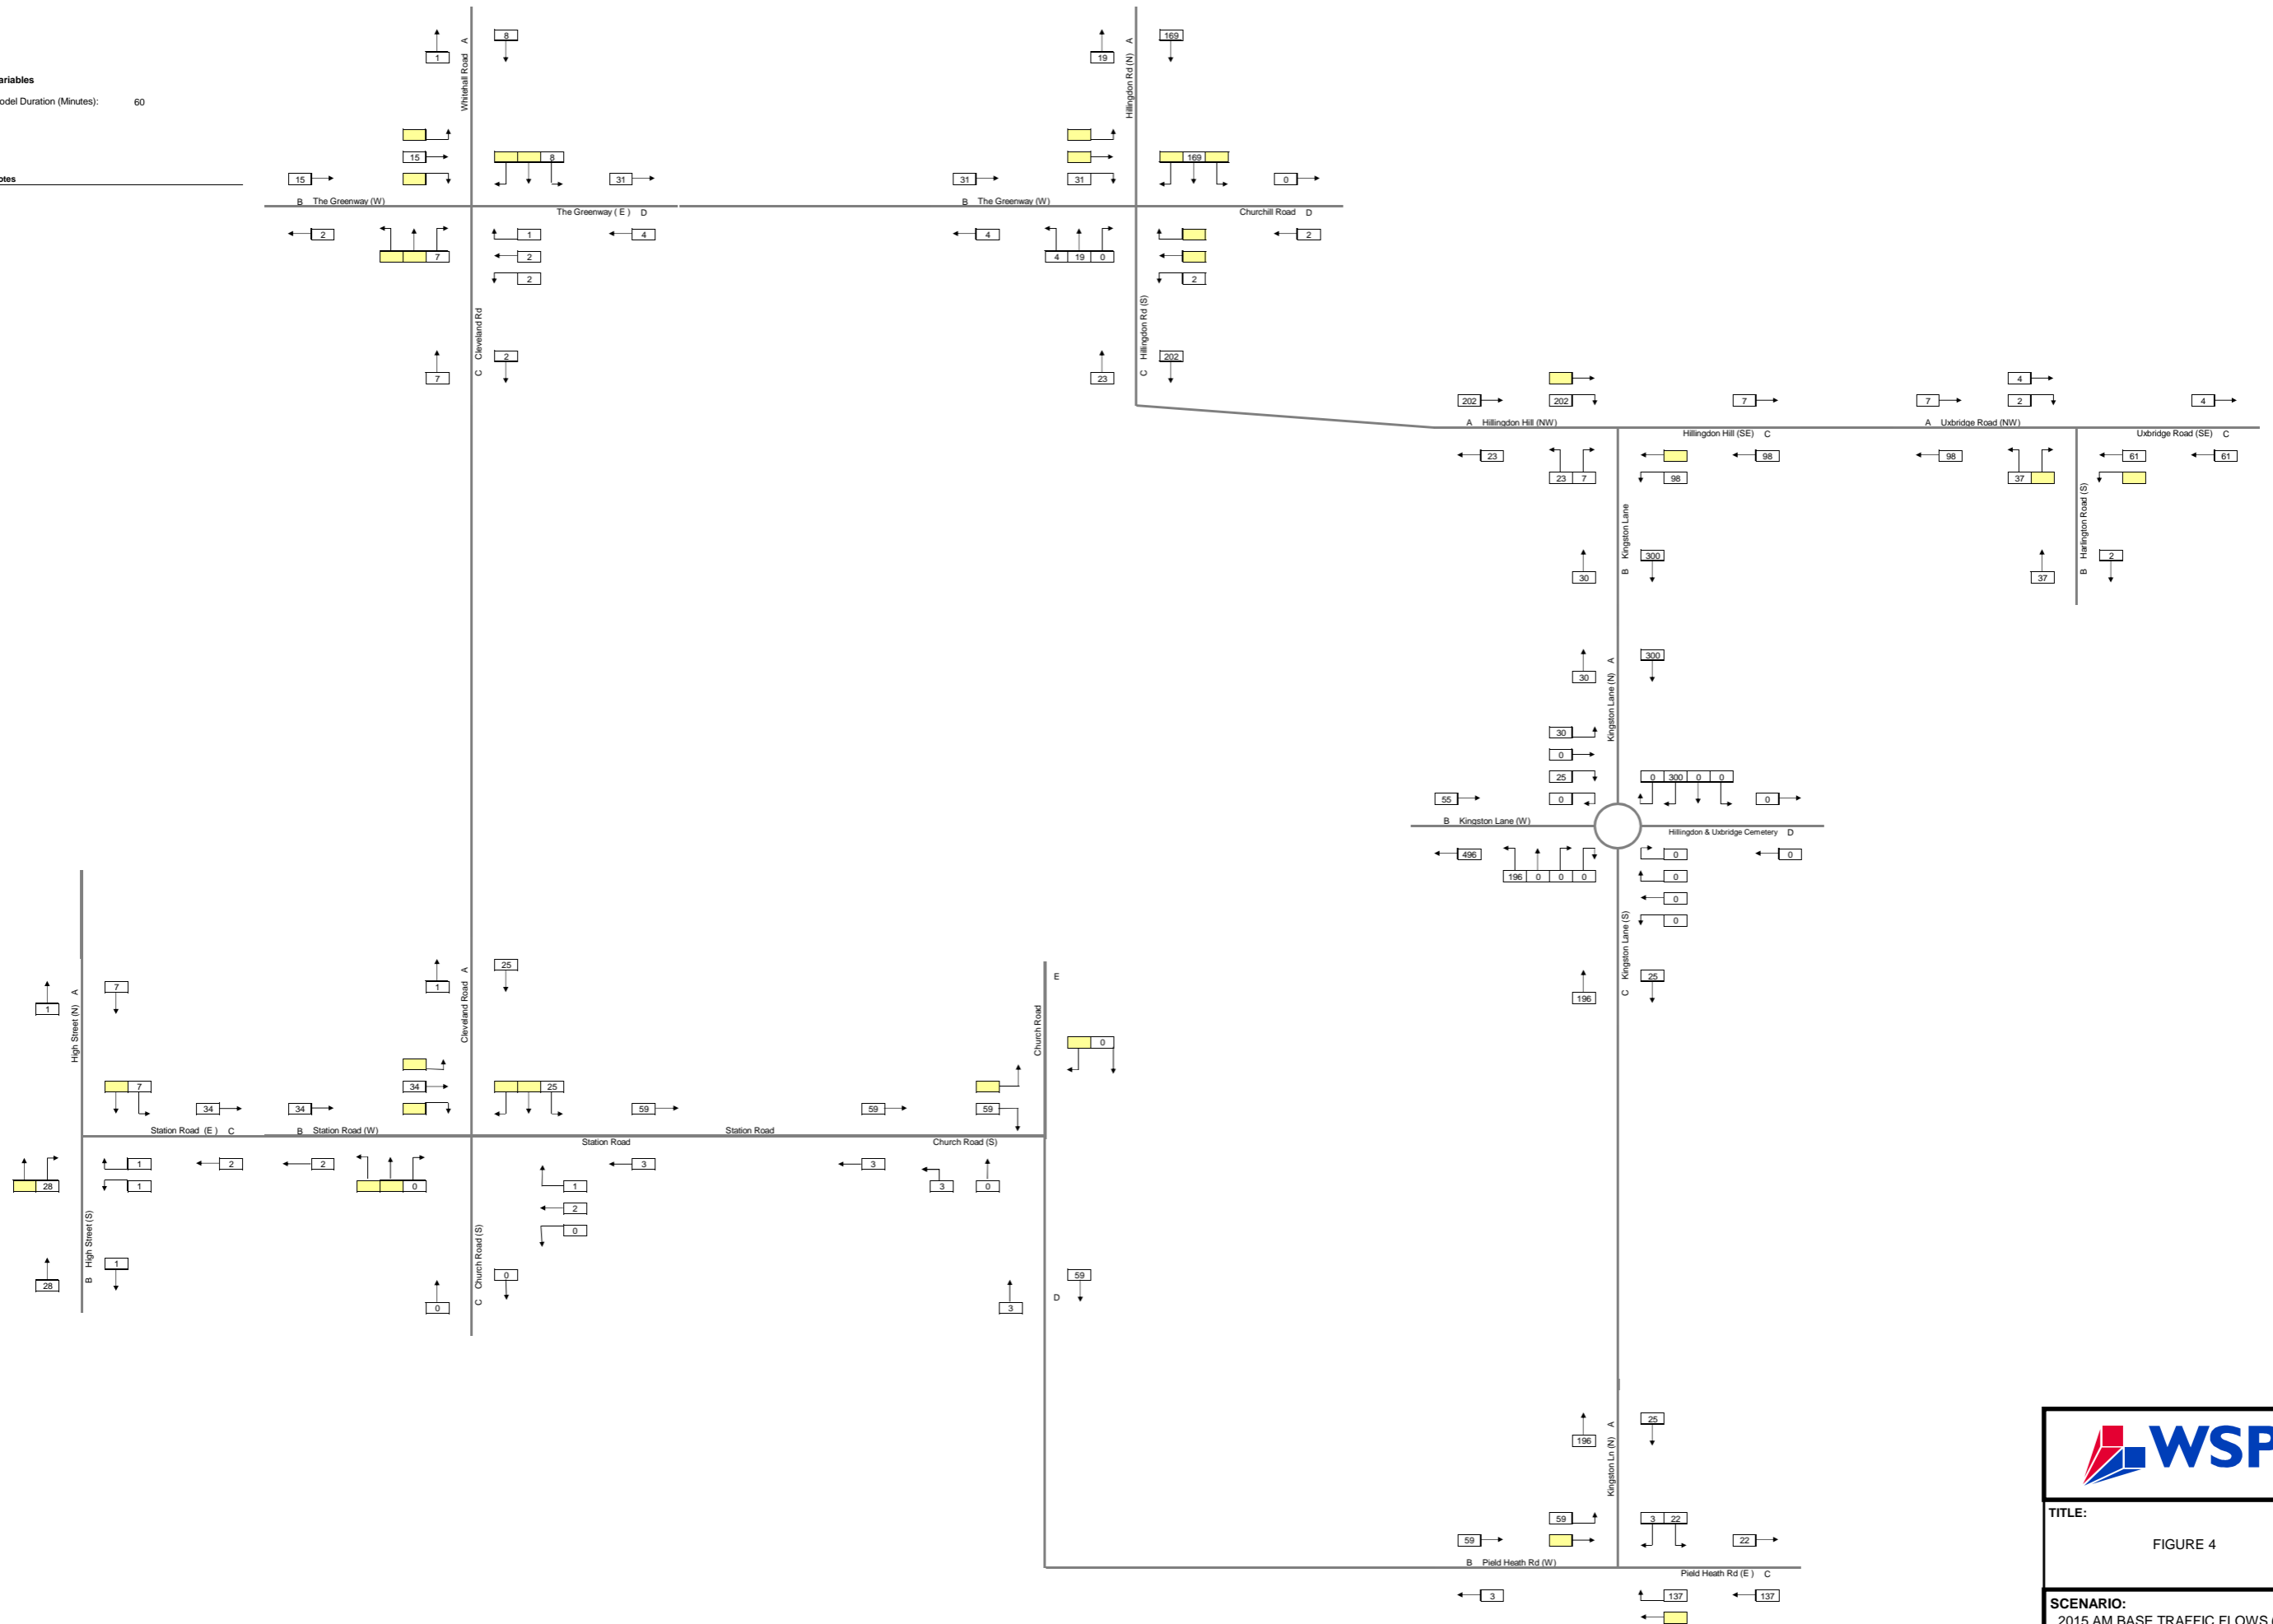 8
169
1
19
Whitehall Road A
Hillingdon Rd (N) A
ariables
odel Duration (Minutes): 60
15
8
169
otes
15
31
31
31
0
B The Greenway (W)
The Greenway ( E ) D
B The Greenway (W)
Churchill Road D
2
1
4
4
2
7
2
4 19 0
2
2
C Cleveland Rd
C Hillingdon Rd (S)
2
202
7
23
4
202
202
7
7
2
4
A Hillingdon Hill (NW)
Hillingdon Hill (SE) C
A Uxbridge Road (NW)
Uxbridge Road (SE) C
23
98
98
61
61
23 7
98
37
B Kingston Lane
B Harlington Road (S)
300
2
30
37
300
30
Kingston Lane (N) A
30
0
25
0 300 0 0
55
0
0
B Kingston Lane (W)
Hillingdon & Uxbridge Cemetery D
496
0
0
196 0 0 0
0
0
0
C Kingston Lane (S)
25
196
7
1
High Street (N) A
25
1
Cleveland Road A
E
Church Road
0
7
34
25
34
34
59
59
59
Station Road (E ) C
B Station Road (W)
Station Road
Station Road
Church Road (S)
1
2
2
3
3
28
1
0
1
3
0
2
0
B High Street (S)
C Church Road (S)
1
0
59
28
0
3
D
25
196
Kingston Ln (N) A
59
3 22
59
22
B Pield Heath Rd (W)
Pield Heath Rd (E ) C
3
137
137
WSP
TITLE:
FIGURE 4
SCENARIO:
2015 AM BASE TRAFFIC FLOWS (